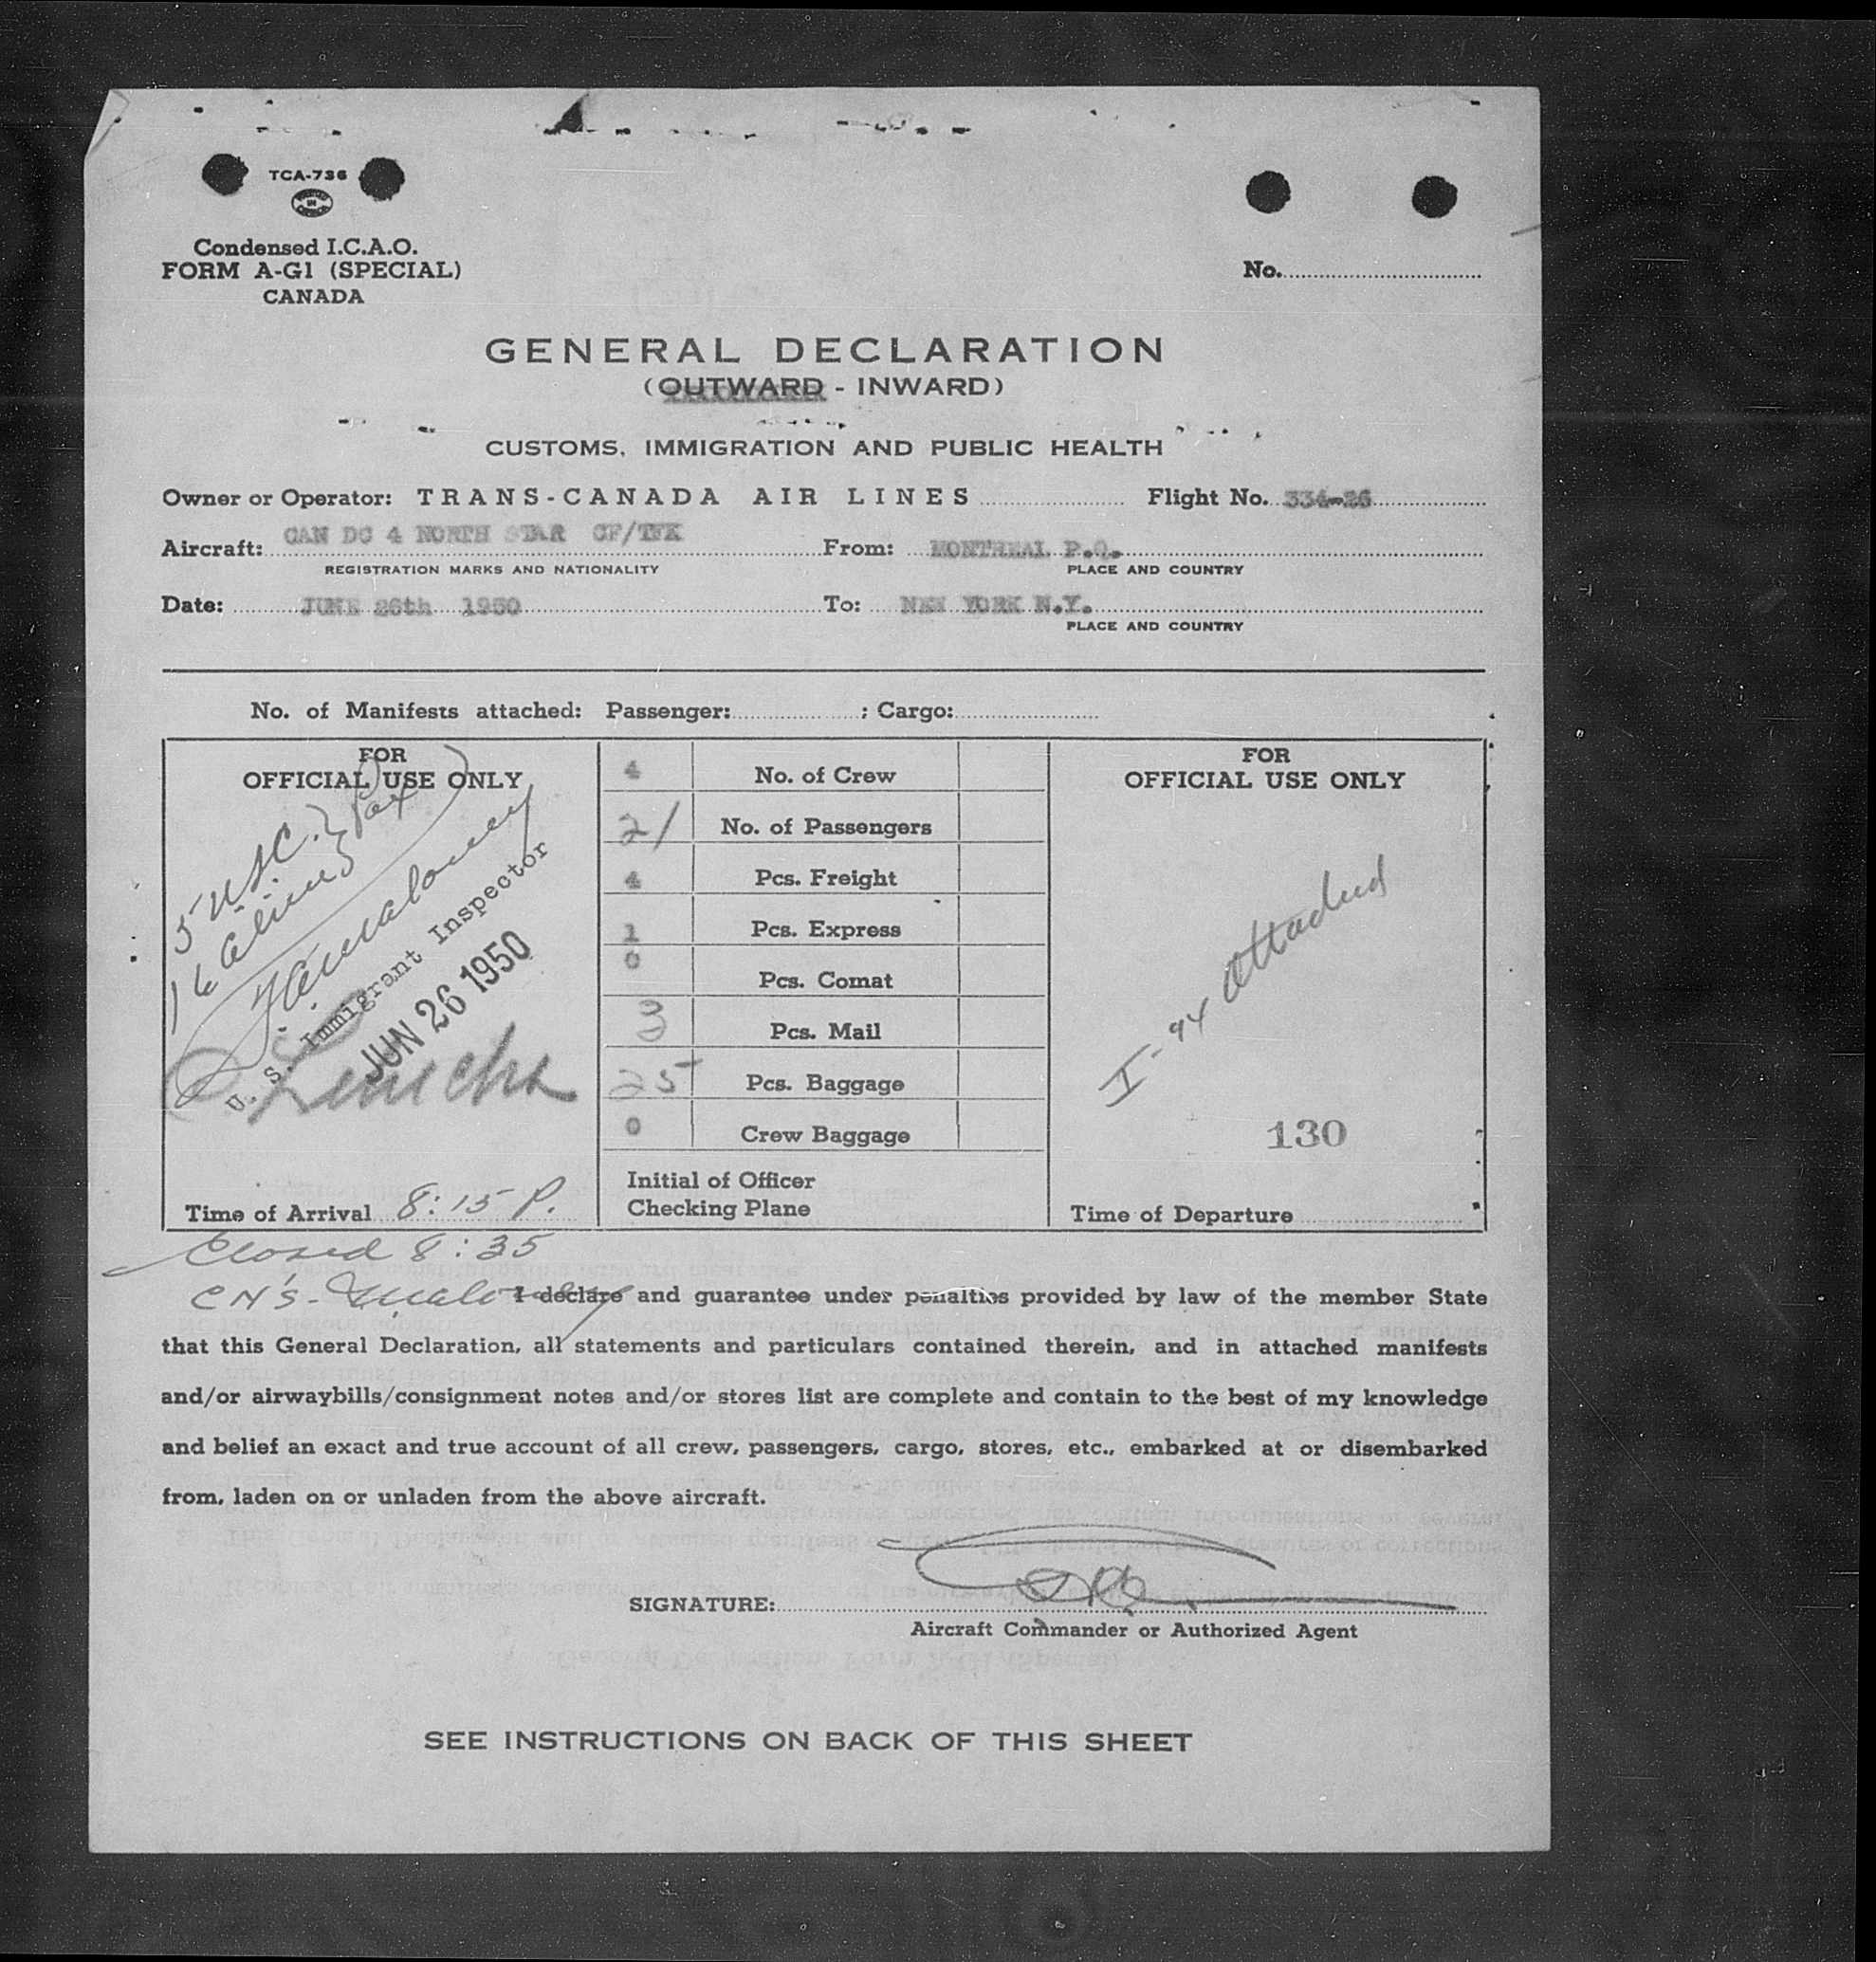 TCA-736
Condensed I.C.A.O.
FORM A-G1 (SPECIAL)
CANADA
No.
GENERAL DECLARATION
(OUTWARD - INWARD)
CUSTOMS, IMMIGRATION AND PUBLIC HEALTH
Owner or Operator: TRANS-CANADA AIR LINES Flight No. 334-26
Aircraft: CAN DC 4 NORTH STAR CF/TFK From: MONTREAL P.Q.
REGISTRATION MARKS AND NATIONALITY PLACE AND COUNTRY
Date: JUNE 26th 1950 To: NEW YORK N.Y.
PLACE AND COUNTRY
No. of Manifests attached: Passenger: ; Cargo:
FOR
OFFICIAL USE ONLY
5 USC. } Pax
16 aliens
U. S. Immigrant Inspector
JUN 26 1950
Time of Arrival 8:15 P.
4 No. of Crew
21 No. of Passengers
4 Pcs. Freight
1 Pcs. Express
0 Pcs. Comat
3 Pcs. Mail
25 Pcs. Baggage
0 Crew Baggage
Initial of Officer
Checking Plane
FOR
OFFICIAL USE ONLY
I-94 attached
130
Time of Departure
Closed 8:35
I declare and guarantee under penalties provided by law of the member State
that this General Declaration, all statements and particulars contained therein, and in attached manifests
and/or airwaybills/consignment notes and/or stores list are complete and contain to the best of my knowledge
and belief an exact and true account of all crew, passengers, cargo, stores, etc., embarked at or disembarked
from, laden on or unladen from the above aircraft.
SIGNATURE:
Aircraft Commander or Authorized Agent
SEE INSTRUCTIONS ON BACK OF THIS SHEET